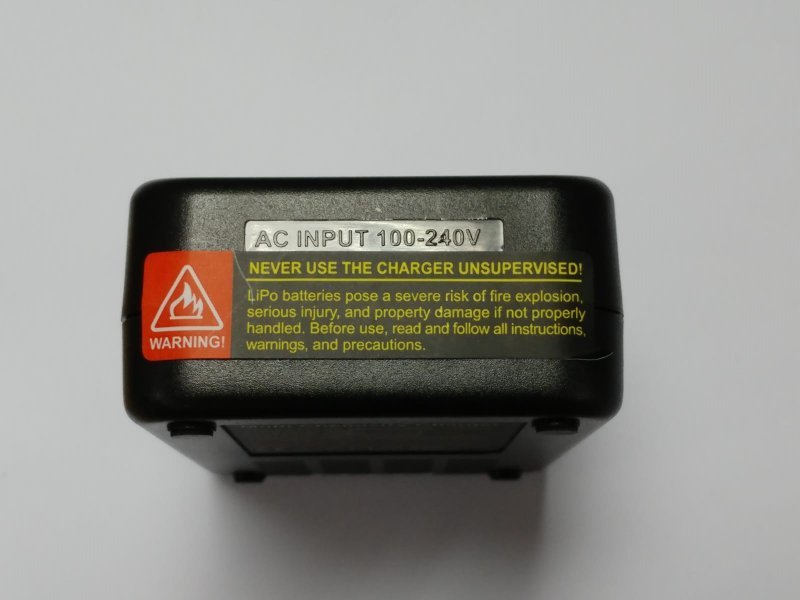 AC INPUT 100-240V
NEVER USE THE CHARGER UNSUPERVISED!
LiPo batteries pose a severe risk of fire explosion,
serious injury, and property damage if not properly
handled. Before use, read and follow all instructions,
warnings, and precautions.
WARNING!